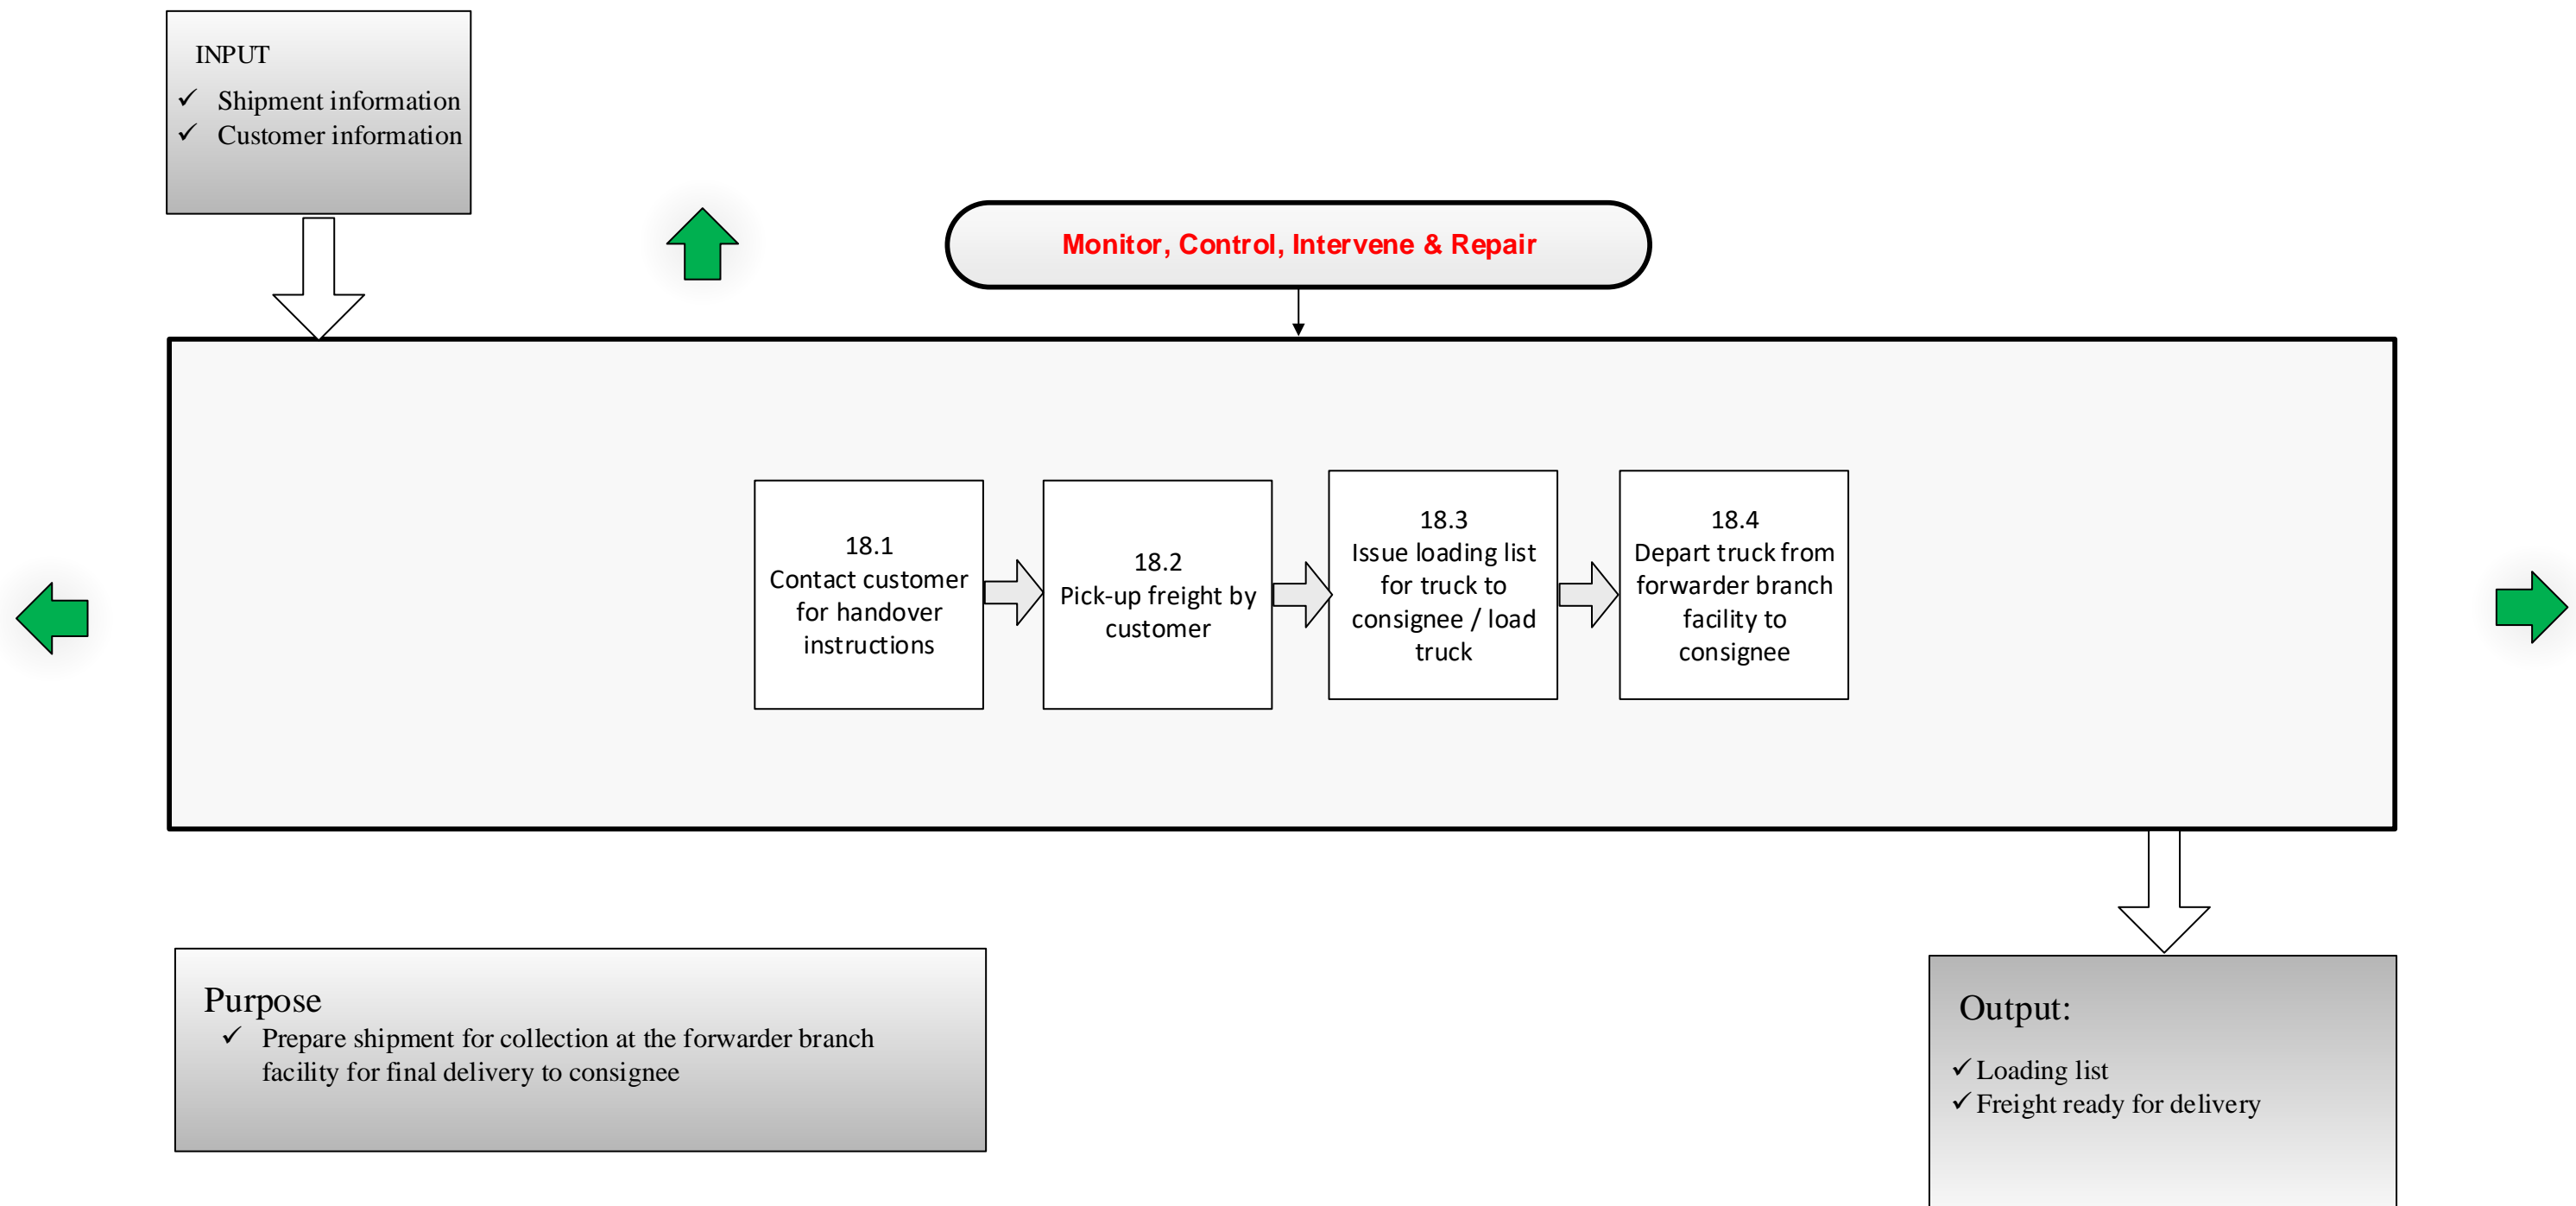 INPUT
✓ Shipment information
✓ Customer information
Monitor, Control, Intervene & Repair
18.1
Contact customer
for handover
instructions
18.2
Pick-up freight by
customer
18.3
Issue loading list
for truck to
consignee / load
truck
18.4
Depart truck from
forwarder branch
facility to
consignee
Purpose
✓ Prepare shipment for collection at the forwarder branch
facility for final delivery to consignee
Output:
✓ Loading list
✓ Freight ready for delivery